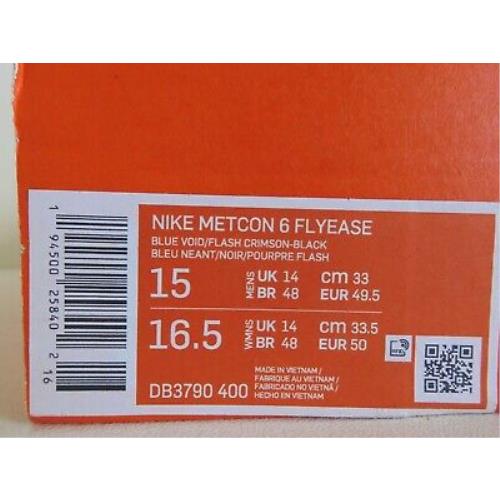 NIKE METCON 6 FLYEASE
BLUE VOID/FLASH CRIMSON-BLACK
BLEU NEANT/NOIR/POURPRE FLASH
15 MENS UK 14 cm 33
BR 48 EUR 49.5
16.5 WMNS UK 14 cm 33.5
BR 48 EUR 50
DB3790 400
MADE IN VIETNAM /
FABRIQUE AU VIETNAM /
FABRICADO NO VIETNÃ /
HECHO EN VIETNAM
1 94500 25840 2 16